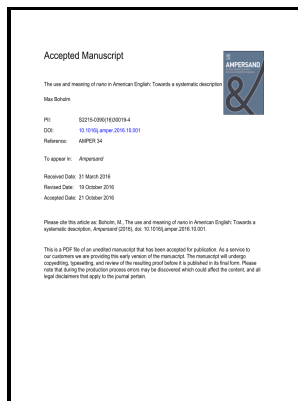 Accepted Manuscript
AMPERSAND
The use and meaning of nano in American English: Towards a systematic description
Max Boholm
PII: S2215-0390(16)30019-4
DOI: 10.1016/j.amper.2016.10.001
Reference: AMPER 34
To appear in: Ampersand
Received Date: 31 March 2016
Revised Date: 19 October 2016
Accepted Date: 21 October 2016
Please cite this article as: Boholm, M., The use and meaning of nano in American English: Towards a
systematic description, Ampersand (2016), doi: 10.1016/j.amper.2016.10.001.
This is a PDF file of an unedited manuscript that has been accepted for publication. As a service to
our customers we are providing this early version of the manuscript. The manuscript will undergo
copyediting, typesetting, and review of the resulting proof before it is published in its final form. Please
note that during the production process errors may be discovered which could affect the content, and all
legal disclaimers that apply to the journal pertain.